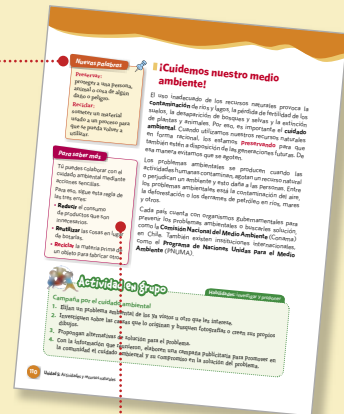 Nuevas palabras
Preservar:
proteger a una persona,
animal o cosa de algún
daño o peligro.
Reciclar:
someter un material
usado a un proceso para
que se pueda volver a
utilizar.
Para saber más
Tú puedes colaborar con el
cuidado ambiental mediante
acciones sencillas.
Para eso, sigue esta regla de
las tres erres:
• Reducir el consumo
de productos que son
innecesarios.
• Reutilizar las cosas en lugar
de botarlas.
• Reciclar la materia prima de
un objeto para fabricar otro.
¡Cuidemos nuestro medio
ambiente!
El uso inadecuado de los recursos naturales provoca la
contaminación de ríos y lagos, la pérdida de fertilidad de los
suelos, la desaparición de bosques y selvas y la extinción
de plantas y animales. Por eso, es importante el cuidado
ambiental. Cuando utilizamos nuestros recursos naturales
en forma racional, los estamos preservando para que
también estén a disposición de las generaciones futuras. De
esa manera evitamos que se agoten.
Los problemas ambientales se producen cuando las
actividades humanas contaminan, agotan un recurso natural
o perjudican un ambiente y esto daña a las personas. Entre
los problemas ambientales está la contaminación del aire,
la deforestación o los derrames de petróleo en ríos, mares
y otros.
Cada país cuenta con organismos gubernamentales para
prevenir los problemas ambientales o buscarles solución,
como la Comisión Nacional del Medio Ambiente (Conama)
en Chile. También existen instituciones internacionales,
como el Programa de Naciones Unidas para el Medio
Ambiente (PNUMA).
Actividad en grupo
Habilidades: investigar y producir
Campaña por el cuidado ambiental
1. Elijan un problema ambiental de los ya vistos u otro que les interese.
2. Investiguen sobre las causas que lo originan y busquen fotografías o creen sus propios
dibujos.
3. Propongan alternativas de solución para el problema.
4. Con la información que reunieron, elaboren una campaña publicitaria para promover en
la comunidad el cuidado ambiental y su compromiso en la solución del problema.
110 Unidad 5: Actividades y recursos naturales